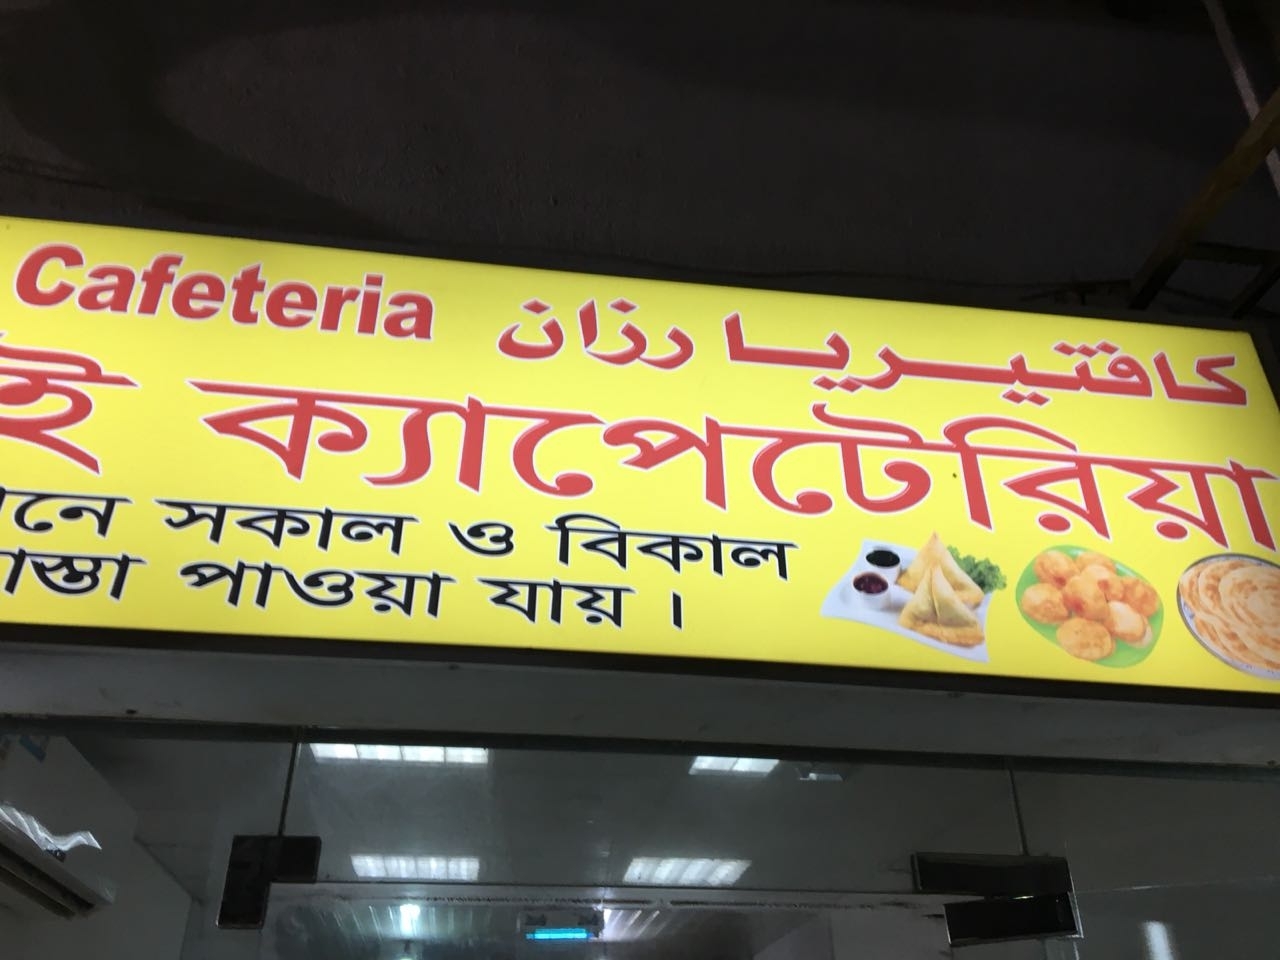 Cafeteria كافتيريا رزان
ই ক্যাপেটেরিয়া
নে সকাল ও বিকাল
স্তা পাওয়া যায় ।